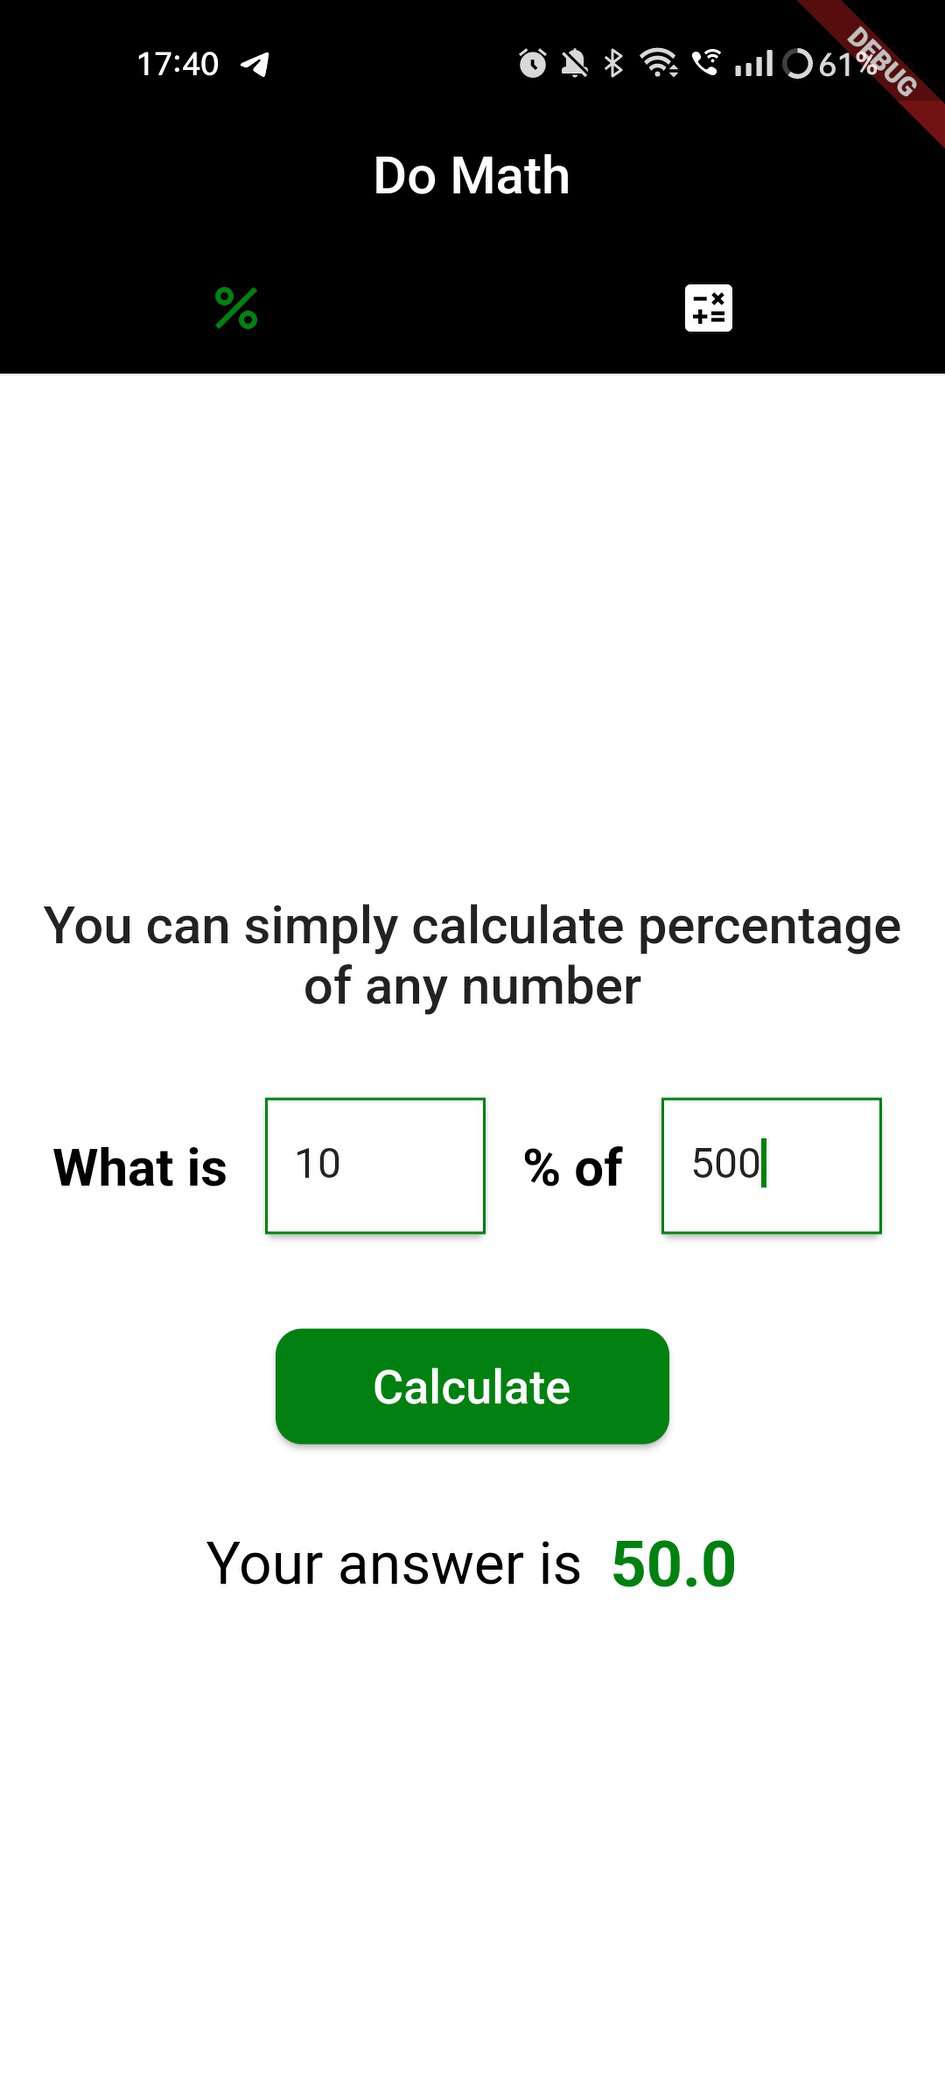 17:40
61%
DEBUG
Do Math
You can simply calculate percentage
of any number
What is 10 % of 500
Calculate
Your answer is 50.0